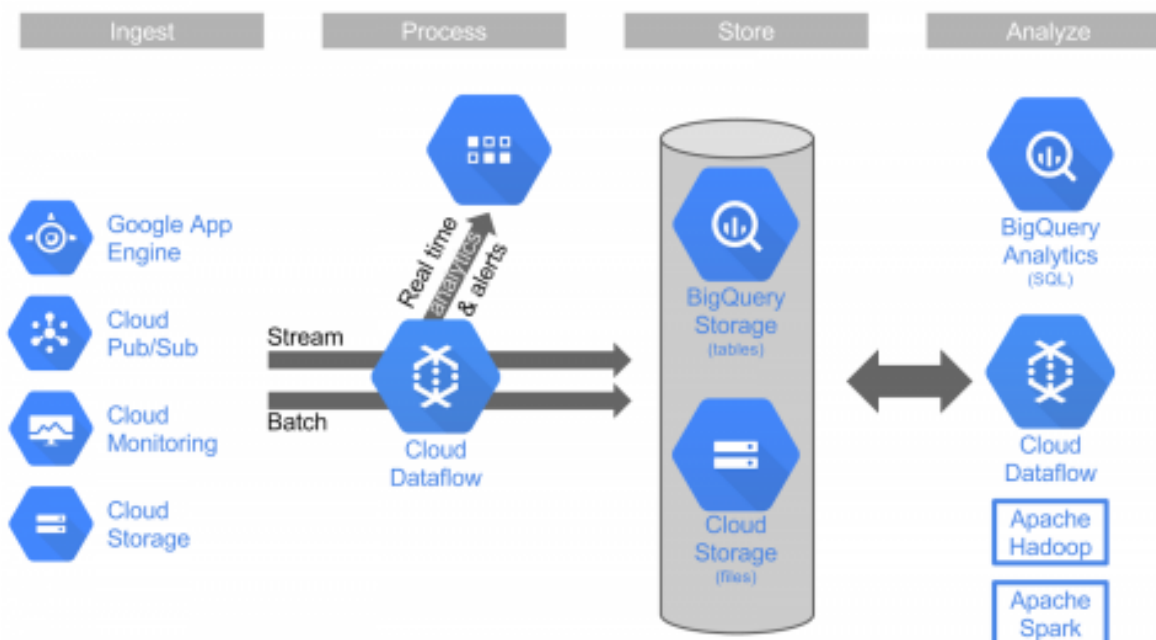 Ingest
Process
Store
Analyze
Google App
Engine
Cloud
Pub/Sub
Cloud
Monitoring
Cloud
Storage
Real time
analytics
& alerts
Stream
Batch
Cloud
Dataflow
BigQuery
Storage
(tables)
Cloud
Storage
(files)
BigQuery
Analytics
(SQL)
Cloud
Dataflow
Apache
Hadoop
Apache
Spark